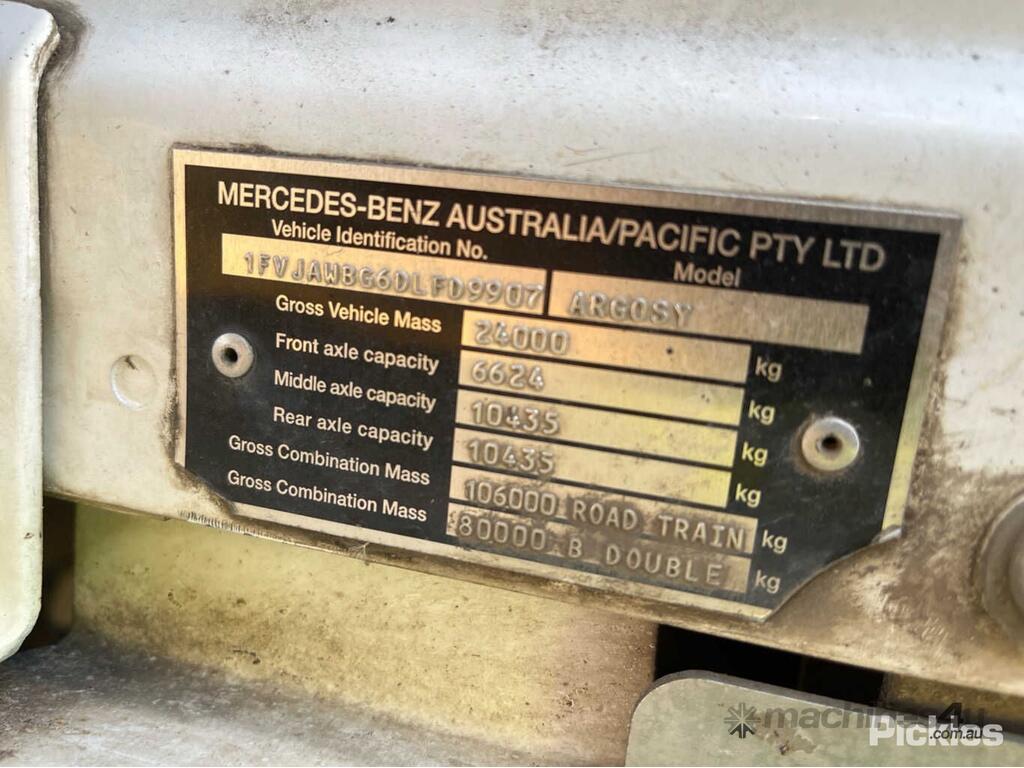 MERCEDES-BENZ AUSTRALIA/PACIFIC PTY LTD
Vehicle Identification No. Model
1FVJAWBG6DLFD9907 ARGOSY
Gross Vehicle Mass 24000 kg
Front axle capacity 6624 kg
Middle axle capacity 10435 kg
Rear axle capacity 10435 kg
Gross Combination Mass 106000 ROAD TRAIN kg
Gross Combination Mass 80000 B DOUBLE kg
machines4u
.com.au
Pickles